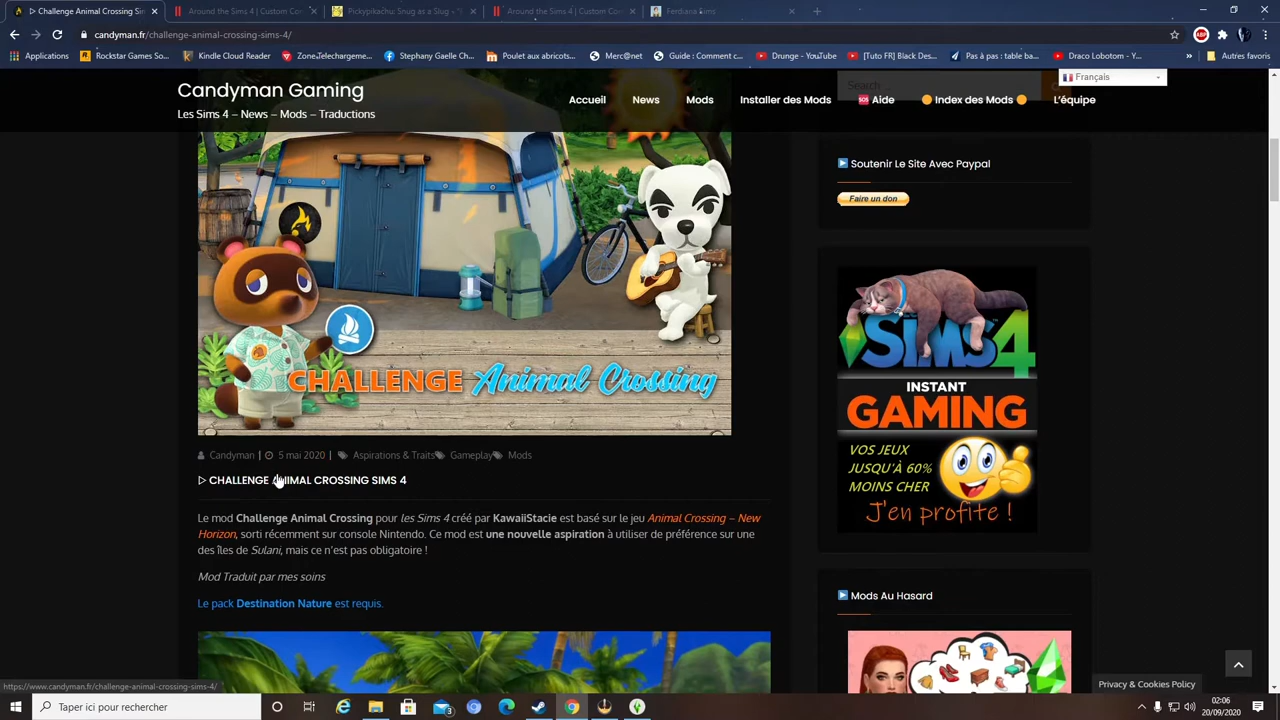 Challenge Animal Crossing Sim
Around the Sims 4 | Custom Co
Pickypikachu: Snug as a Slug
Around the Sims 4 | Custom Co
Ferdiana Sims
candyman.fr/challenge-animal-crossing-sims-4/
Applications
Rockstar Games So...
Kindle Cloud Reader
ZoneTelechargeme...
Stephany Gaelle Ch...
Poulet aux abricots...
Merc@net
Guide : Comment c...
Drunge - YouTube
[Tuto FR] Black Des...
Pas à pas : table ba...
Draco Lobotom - Y...
Autres favoris
Français
Search ...
Candyman Gaming
Les Sims 4 – News – Mods – Traductions
Accueil
News
Mods
Installer des Mods
SOS Aide
Index des Mods
L'équipe
Soutenir Le Site Avec Paypal
Faire un don
CHALLENGE Animal Crossing
SiMS 4
INSTANT
GAMING
VOS JEUX
JUSQU'À 60%
MOINS CHER
J'en profite !
Candyman | 5 mai 2020 | Aspirations & Traits Gameplay Mods
▷ CHALLENGE ANIMAL CROSSING SIMS 4
Le mod Challenge Animal Crossing pour les Sims 4 créé par KawaiiStacie est basé sur le jeu Animal Crossing – New
Horizon, sorti récemment sur console Nintendo. Ce mod est une nouvelle aspiration à utiliser de préférence sur une
des îles de Sulani, mais ce n'est pas obligatoire !
Mod Traduit par mes soins
Le pack Destination Nature est requis.
Mods Au Hasard
Privacy & Cookies Policy
https://www.candyman.fr/challenge-animal-crossing-sims-4/
Taper ici pour rechercher
02:06
20/09/2020